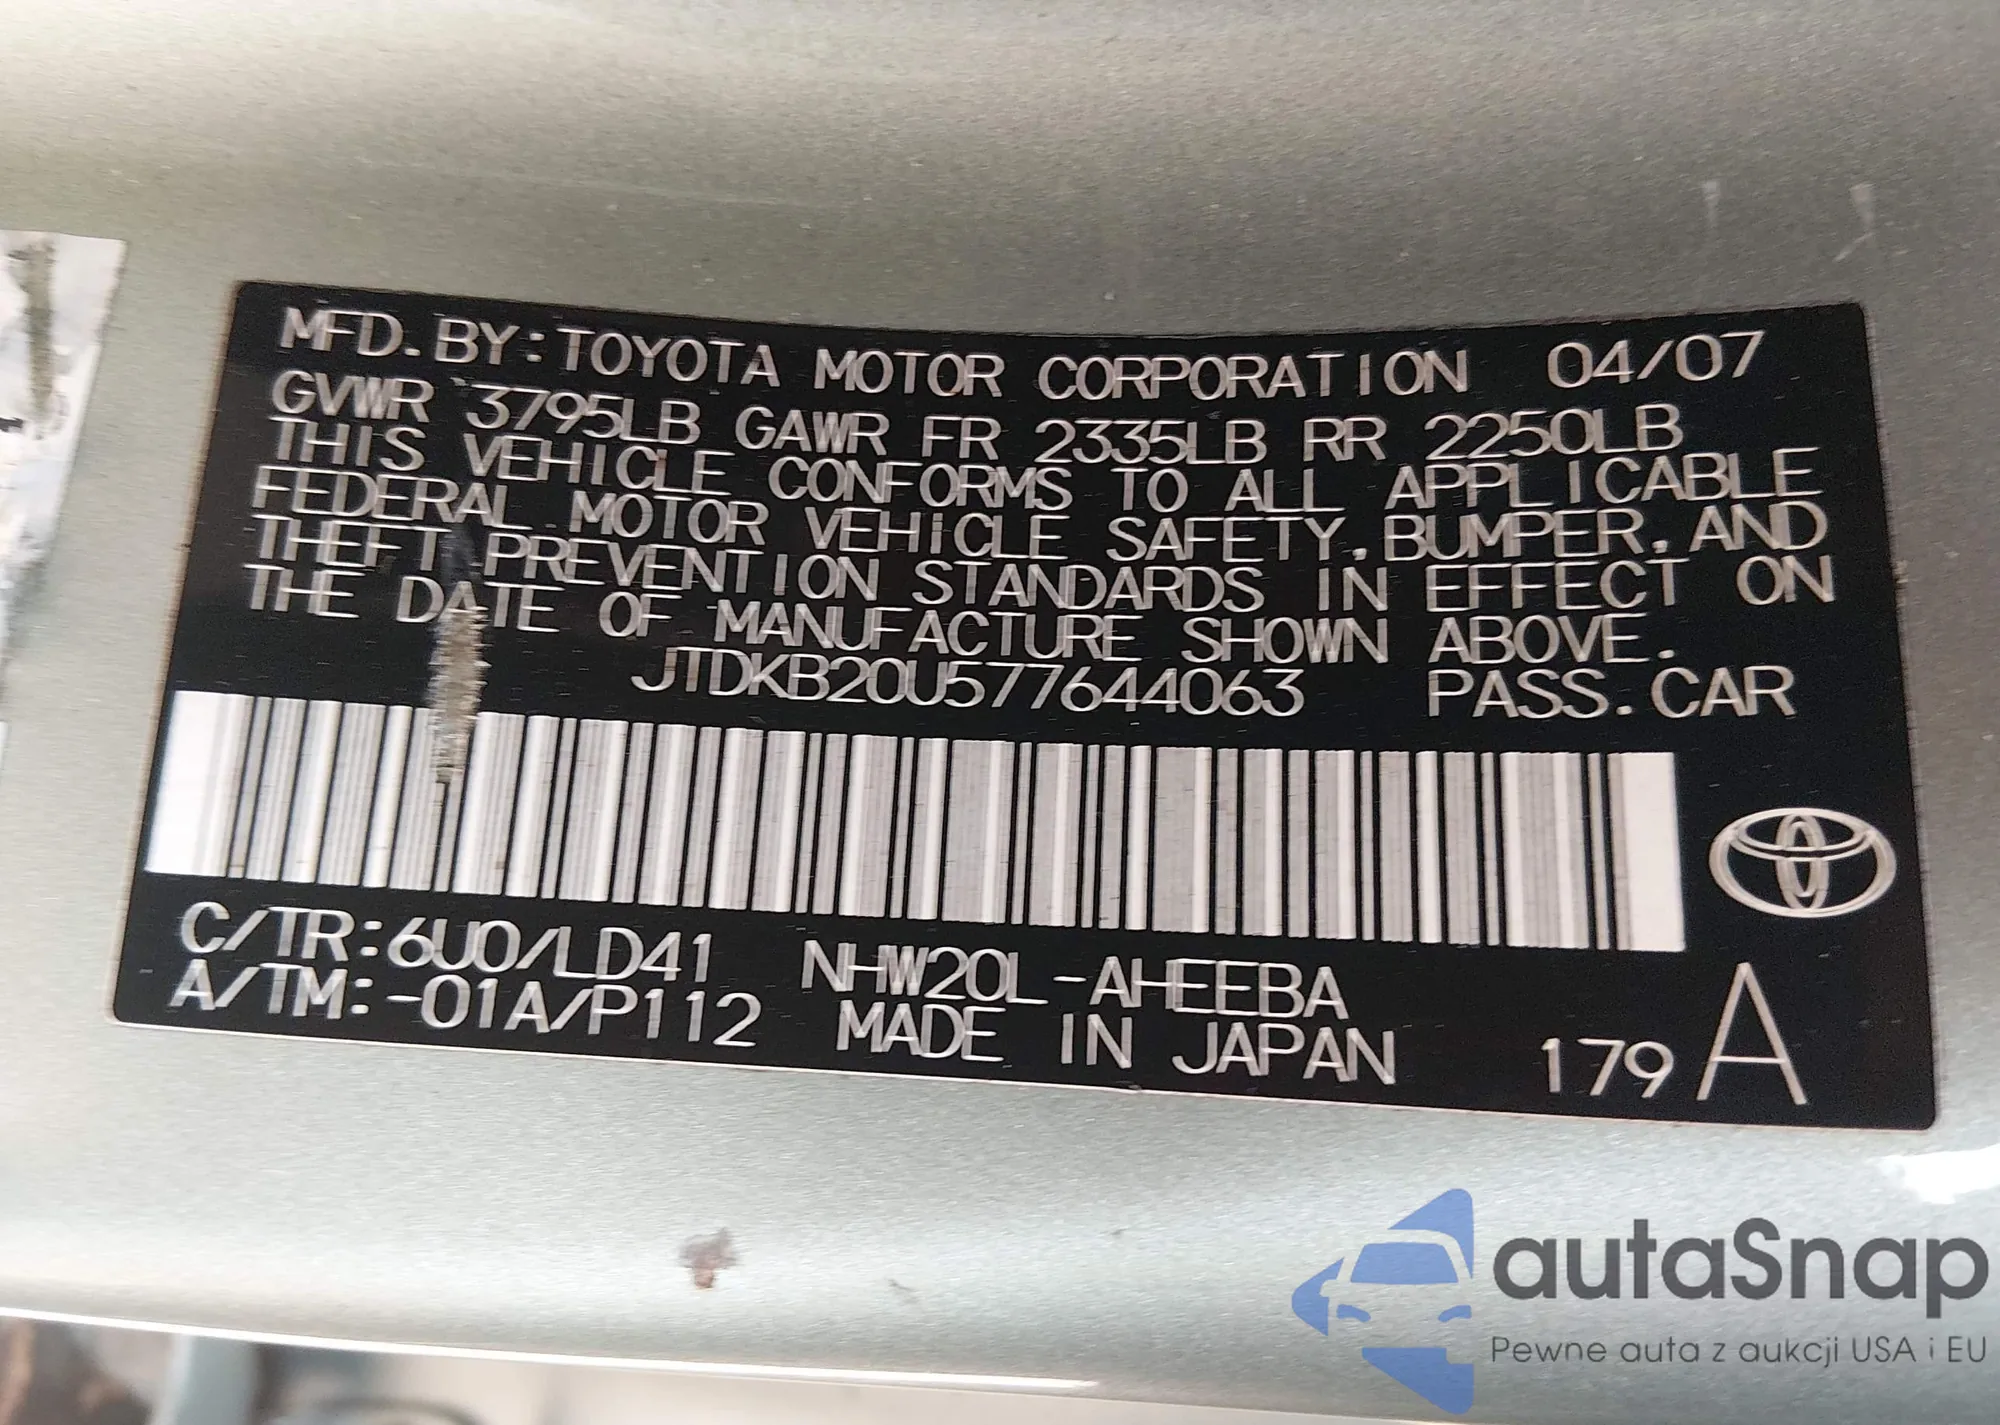 MFD.BY:TOYOTA MOTOR CORPORATION 04/07
GVWR 3795LB GAWR FR 2335LB RR 2250LB
THIS VEHICLE CONFORMS TO ALL APPLICABLE
FEDERAL MOTOR VEHICLE SAFETY,BUMPER,AND
THEFT PREVENTION STANDARDS IN EFFECT ON
THE DATE OF MANUFACTURE SHOWN ABOVE.
JTDKB20U577644063 PASS.CAR
C/TR:6U0/LD41 NHW20L-AHEEBA
A/TM:-01A/P112 MADE IN JAPAN 179 A
autaSnap
Pewne auta z aukcji USA i EU